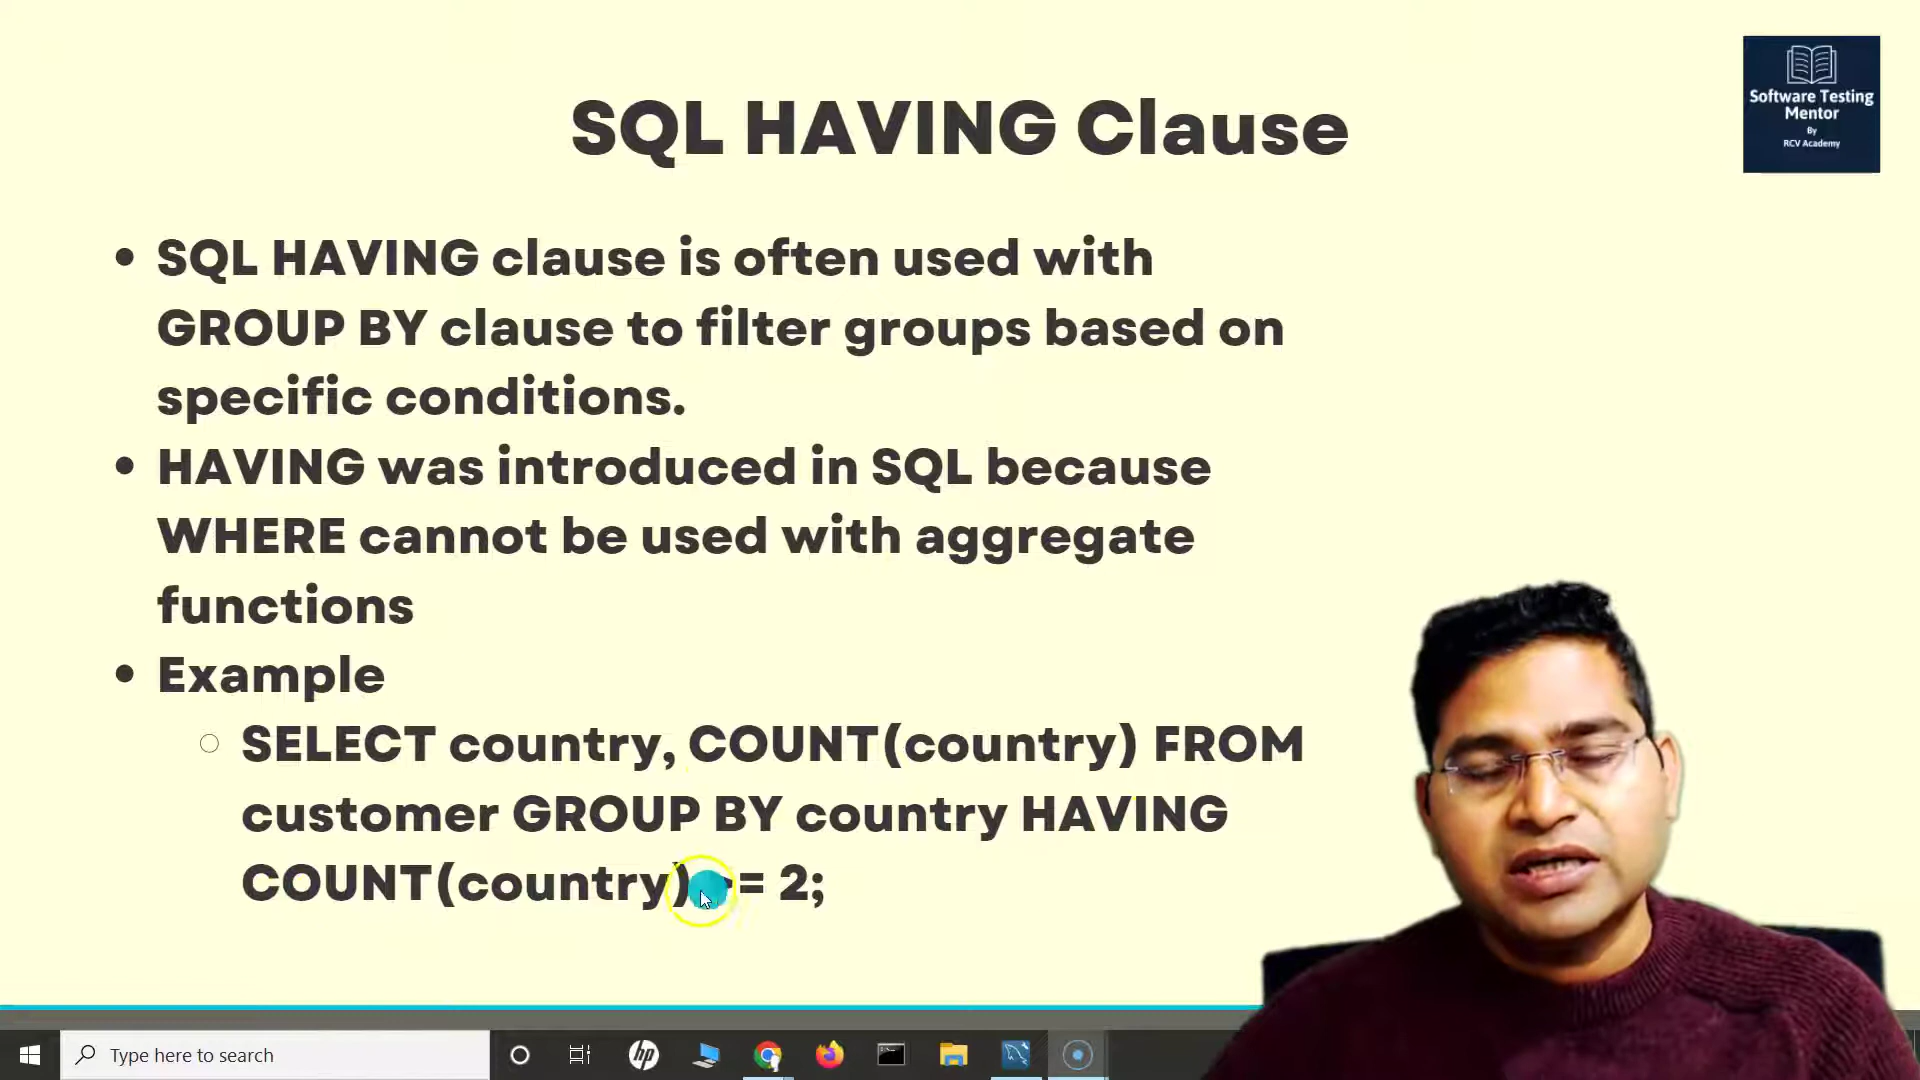 SQL HAVING Clause
Software Testing
Mentor
By
RCV Academy
SQL HAVING clause is often used with
GROUP BY clause to filter groups based on
specific conditions.
HAVING was introduced in SQL because
WHERE cannot be used with aggregate
functions
Example
SELECT country, COUNT(country) FROM
customer GROUP BY country HAVING
COUNT(country) >= 2;
Type here to search
hp